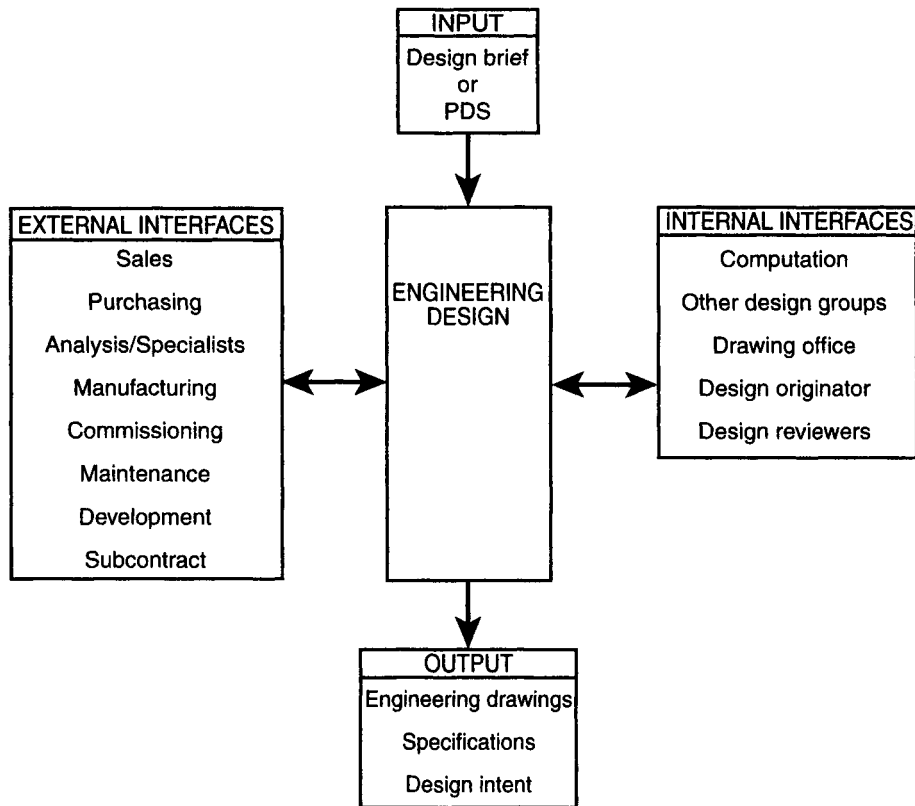 INPUT
Design brief
or
PDS
EXTERNAL INTERFACES
Sales
Purchasing
Analysis/Specialists
Manufacturing
Commissioning
Maintenance
Development
Subcontract
ENGINEERING
DESIGN
INTERNAL INTERFACES
Computation
Other design groups
Drawing office
Design originator
Design reviewers
OUTPUT
Engineering drawings
Specifications
Design intent